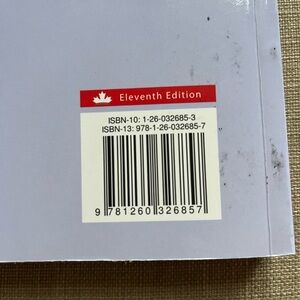 Eleventh Edition
ISBN-10: 1-26-032685-3
ISBN-13: 978-1-26-032685-7
9 781260 326857